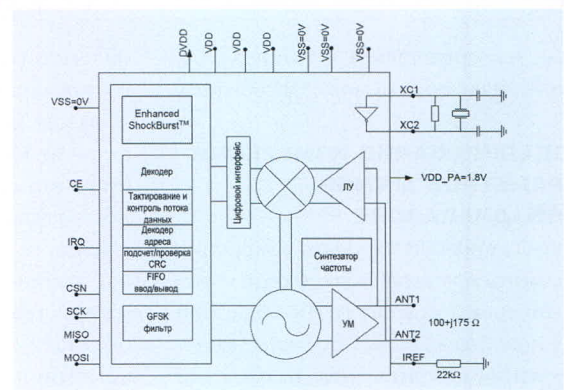 DVDD
VDD
VDD
VDD
VSS=0V
VSS=0V
VSS=0V
VSS=0V
Enhanced
ShockBurst™
XC1
XC2
Декодер
Тактирование и
контроль потока
данных
Декодер
адреса
подсчет/проверка
CRC
FIFO
ввод/вывод
GFSK
фильтр
Цифровой интерфейс
ЛУ
VDD_PA=1.8V
Синтезатор
частоты
УМ
CE
IRQ
CSN
SCK
MISO
MOSI
ANT1
100+j175 Ω
ANT2
IREF
22kΩ